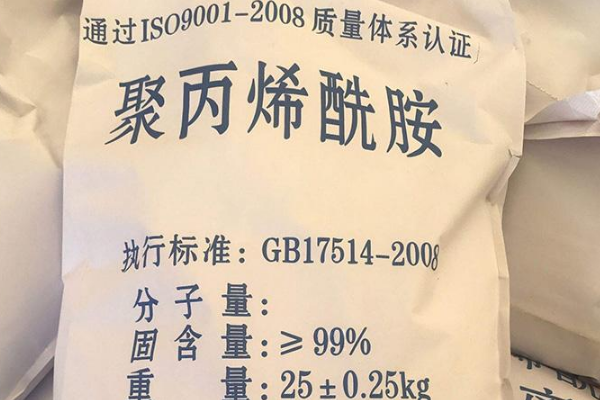 通过ISO9001-2008质量体系认证
聚丙烯酰胺
执行标准：GB17514-2008
分子量：
固含量：≥99%
重量：25±0.25kg